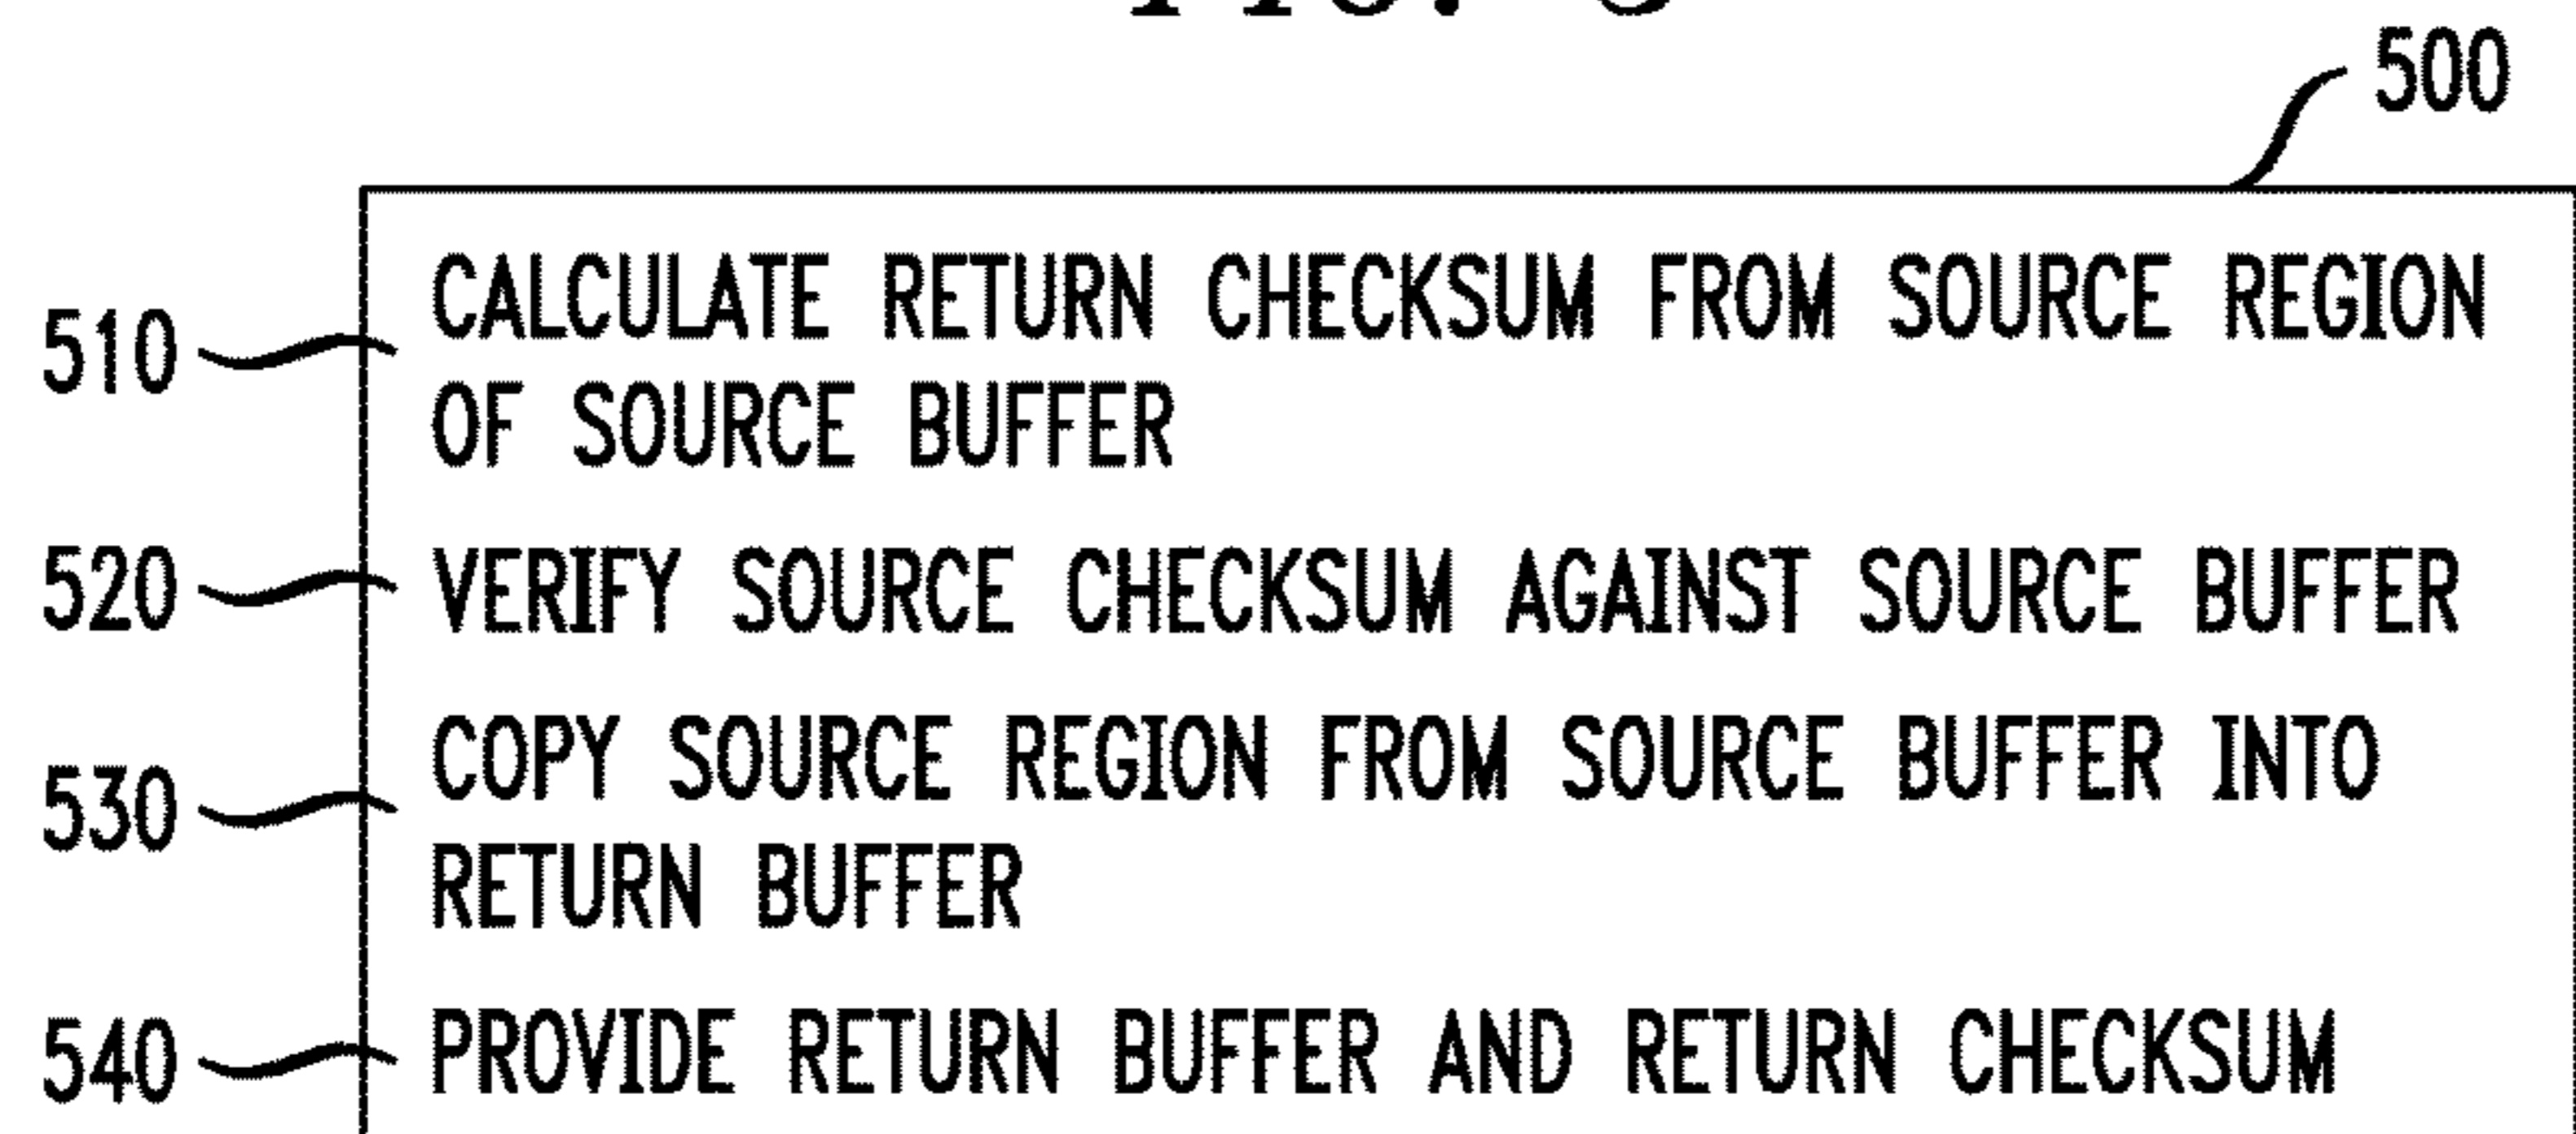 500
510
CALCULATE RETURN CHECKSUM FROM SOURCE REGION
OF SOURCE BUFFER
520
VERIFY SOURCE CHECKSUM AGAINST SOURCE BUFFER
530
COPY SOURCE REGION FROM SOURCE BUFFER INTO
RETURN BUFFER
540
PROVIDE RETURN BUFFER AND RETURN CHECKSUM